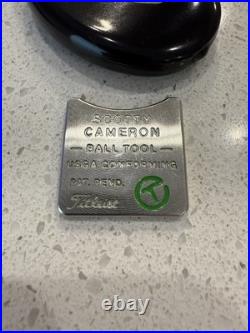 SCOTTY
CAMERON
— BALL TOOL —
USGA CONFORMING
PAT. PEND.
T
Titleist